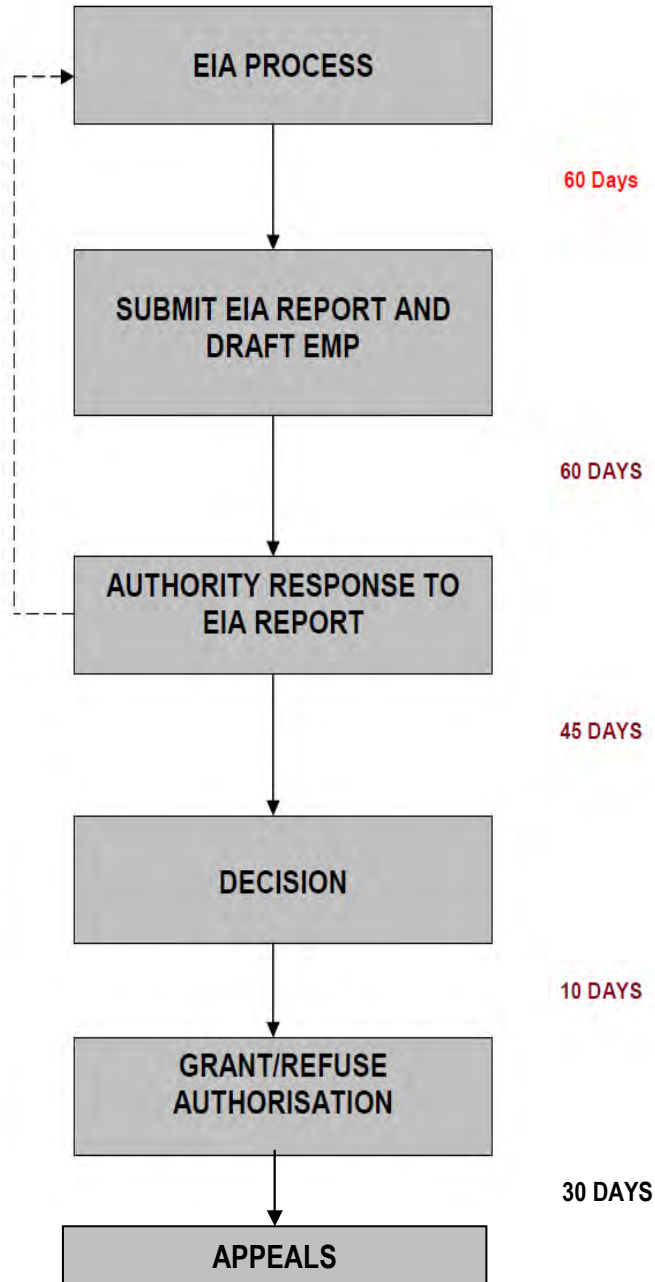 EIA PROCESS
60 Days
SUBMIT EIA REPORT AND
DRAFT EMP
60 DAYS
AUTHORITY RESPONSE TO
EIA REPORT
45 DAYS
DECISION
10 DAYS
GRANT/REFUSE
AUTHORISATION
30 DAYS
APPEALS